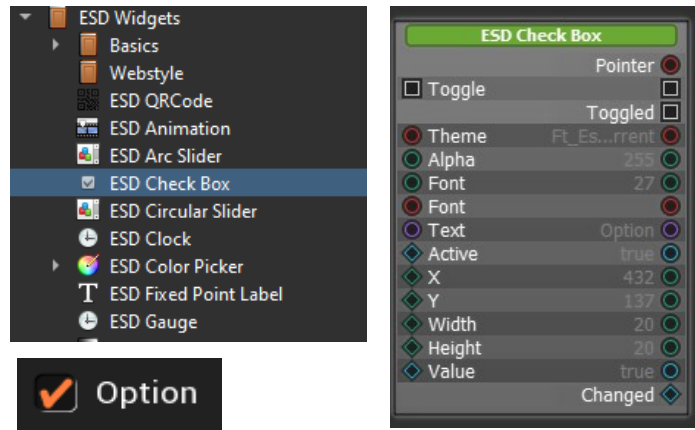 ESD Widgets
Basics
Webstyle
ESD QRCode
ESD Animation
ESD Arc Slider
ESD Check Box
ESD Circular Slider
ESD Clock
ESD Color Picker
T ESD Fixed Point Label
ESD Gauge
Option
ESD Check Box
Pointer
Toggle
Toggled
Theme Ft_Es...rrent
Alpha 255
Font 27
Font
Text Option
Active true
X 432
Y 137
Width 20
Height 20
Value true
Changed